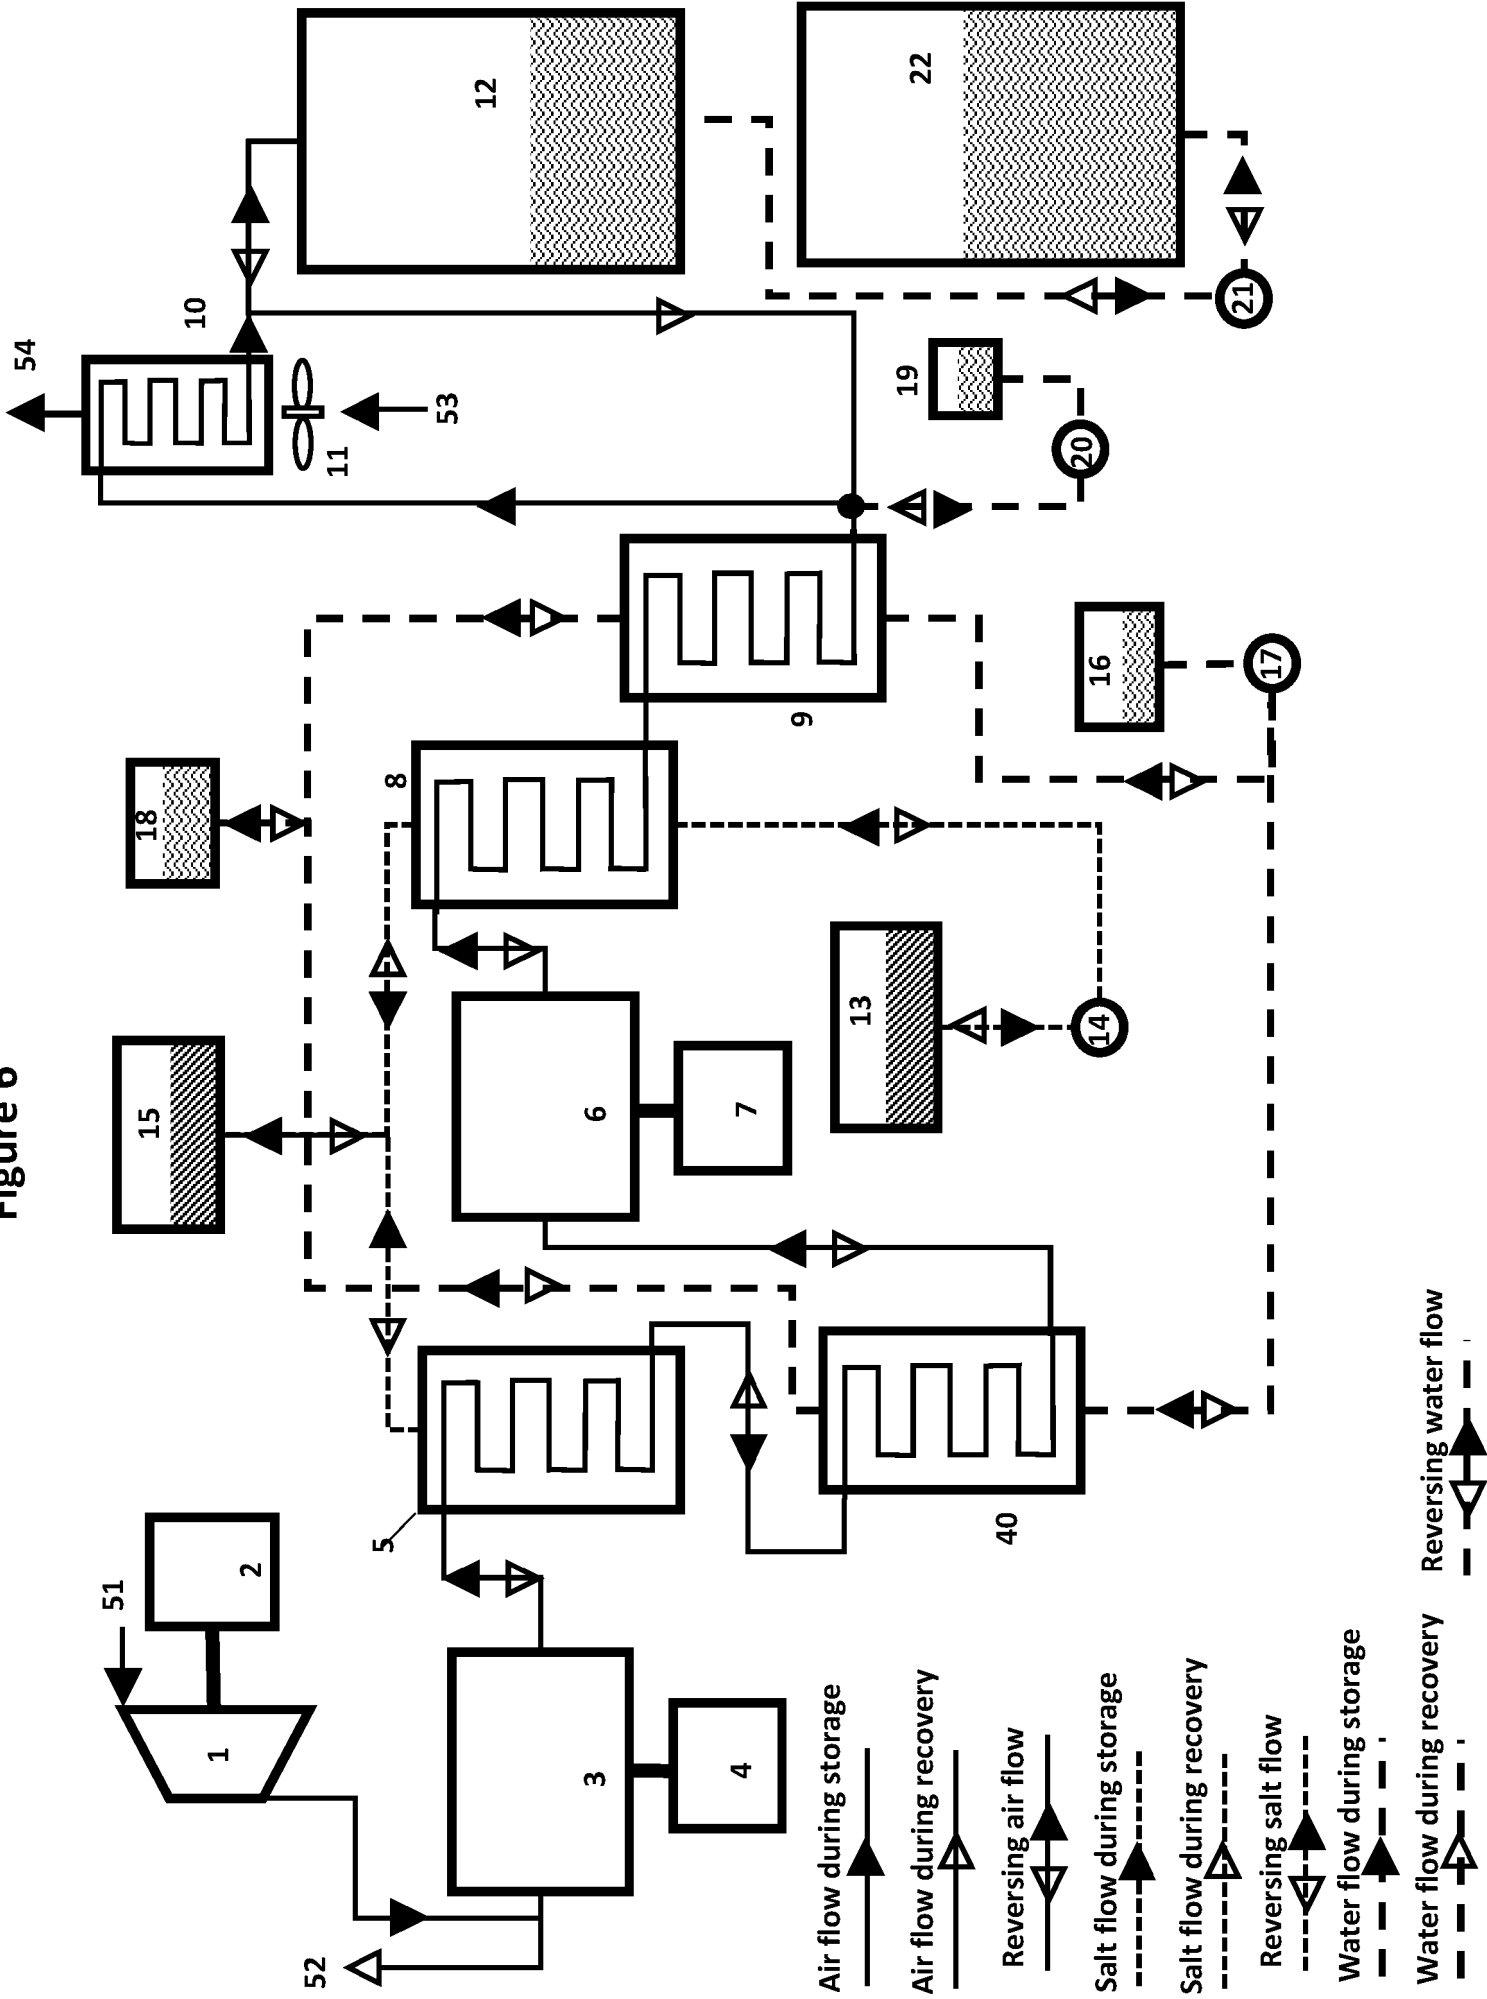 Figure 6
54
51
18
15
10
1
2
52
11
5
8
53
12
3
6
4
7
9
13
19
22
40
20
14
16
21
17
Air flow during storage
Air flow during recovery
Reversing air flow
Salt flow during storage
Salt flow during recovery
Reversing salt flow
Water flow during storage
Water flow during recovery
Reversing water flow